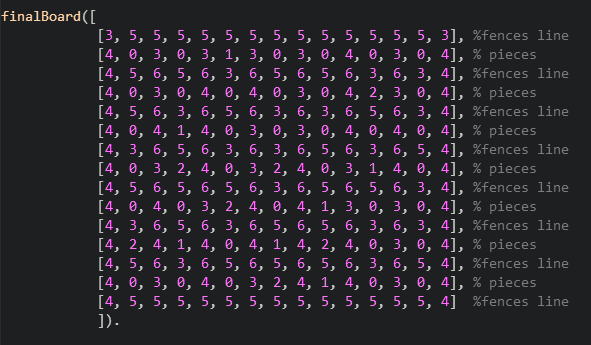 finalBoard([
[3, 5, 5, 5, 5, 5, 5, 5, 5, 5, 5, 5, 5, 5, 3], %fences line
[4, 0, 3, 0, 3, 1, 3, 0, 3, 0, 4, 0, 3, 0, 4], % pieces
[4, 5, 6, 5, 6, 3, 6, 5, 6, 5, 6, 3, 6, 3, 4], %fences line
[4, 0, 3, 0, 4, 0, 4, 0, 3, 0, 4, 2, 3, 0, 4], % pieces
[4, 5, 6, 3, 6, 5, 6, 3, 6, 3, 6, 5, 6, 3, 4], %fences line
[4, 0, 4, 1, 4, 0, 3, 0, 3, 0, 4, 0, 4, 0, 4], % pieces
[4, 3, 6, 5, 6, 3, 6, 3, 6, 5, 6, 3, 6, 5, 4], %fences line
[4, 0, 3, 2, 4, 0, 3, 2, 4, 0, 3, 1, 4, 0, 4], % pieces
[4, 5, 6, 5, 6, 5, 6, 3, 6, 5, 6, 5, 6, 3, 4], %fences line
[4, 0, 4, 0, 3, 2, 4, 0, 4, 1, 3, 0, 3, 0, 4], % pieces
[4, 3, 6, 5, 6, 3, 6, 5, 6, 5, 6, 3, 6, 3, 4], %fences line
[4, 2, 4, 1, 4, 0, 4, 1, 4, 2, 4, 0, 3, 0, 4], % pieces
[4, 5, 6, 3, 6, 5, 6, 5, 6, 5, 6, 3, 6, 5, 4], %fences line
[4, 0, 3, 0, 4, 0, 3, 2, 4, 1, 4, 0, 3, 0, 4], % pieces
[4, 5, 5, 5, 5, 5, 5, 5, 5, 5, 5, 5, 5, 5, 4] %fences line
]).